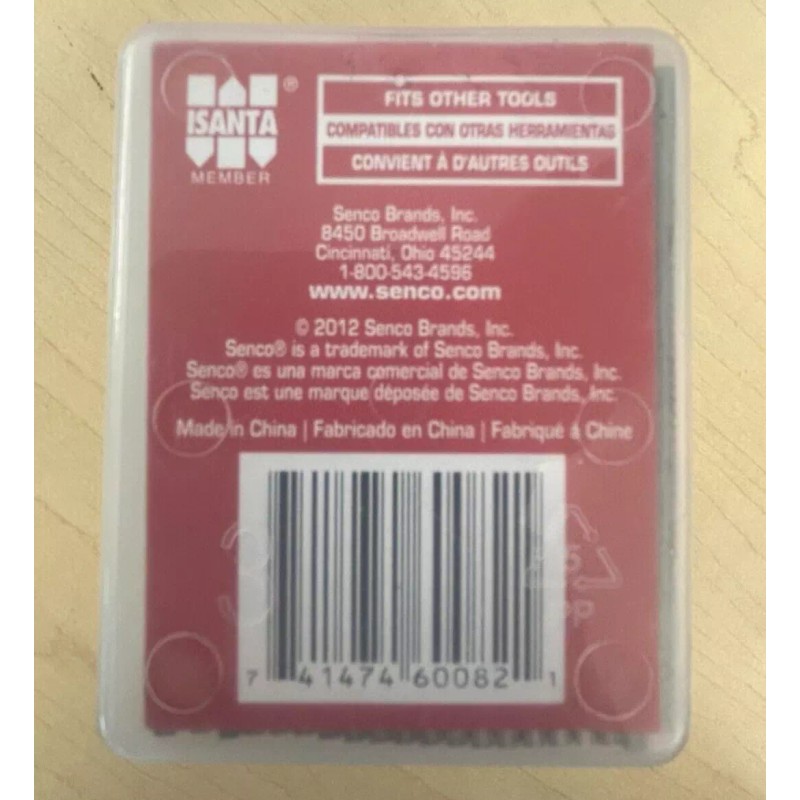 ISANTA ®
MEMBER
FITS OTHER TOOLS
COMPATIBLES CON OTRAS HERRAMIENTAS
CONVIENT À D'AUTRES OUTILS
Senco Brands, Inc.
8450 Broadwell Road
Cincinnati, Ohio 45244
1-800-543-4596
www.senco.com
© 2012 Senco Brands, Inc.
Senco® is a trademark of Senco Brands, Inc.
Senco® es una marca comercial de Senco Brands, Inc.
Senco est une marque déposée de Senco Brands, Inc.
Made in China | Fabricado en China | Fabriqué à Chine
3
5
PP
7 41474 60082 1